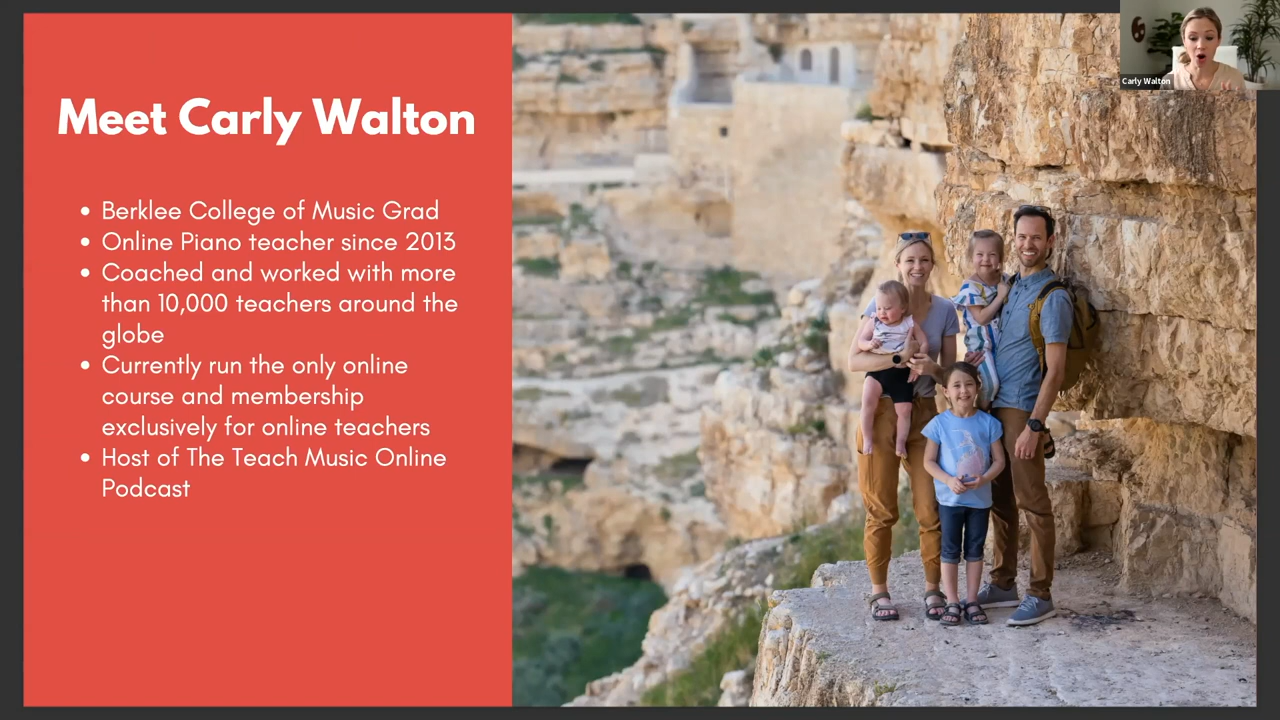 Meet Carly Walton
• Berklee College of Music Grad
• Online Piano teacher since 2013
• Coached and worked with more
than 10,000 teachers around the
globe
• Currently run the only online
course and membership
exclusively for online teachers
• Host of The Teach Music Online
Podcast
Carly Walton